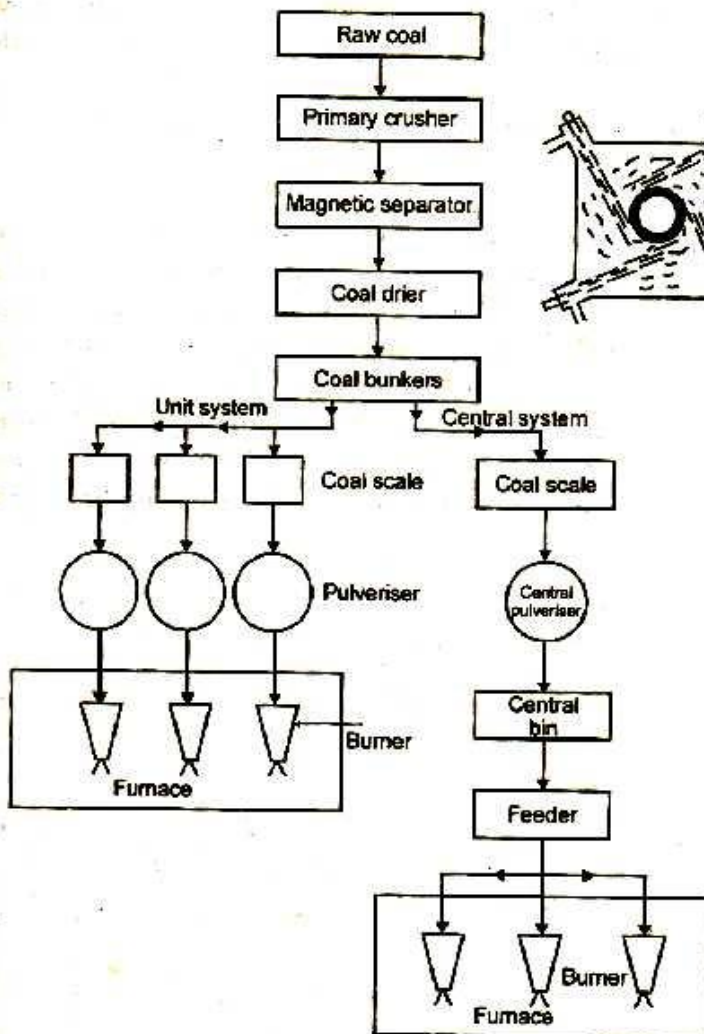 Raw coal
Primary crusher
Magnetic separator
Coal drier
Coal bunkers
Unit system
Central system
Coal scale
Coal scale
Pulveriser
Central
pulveriser
Central
bin
Burner
Furnace
Feeder
Burner
Furnace